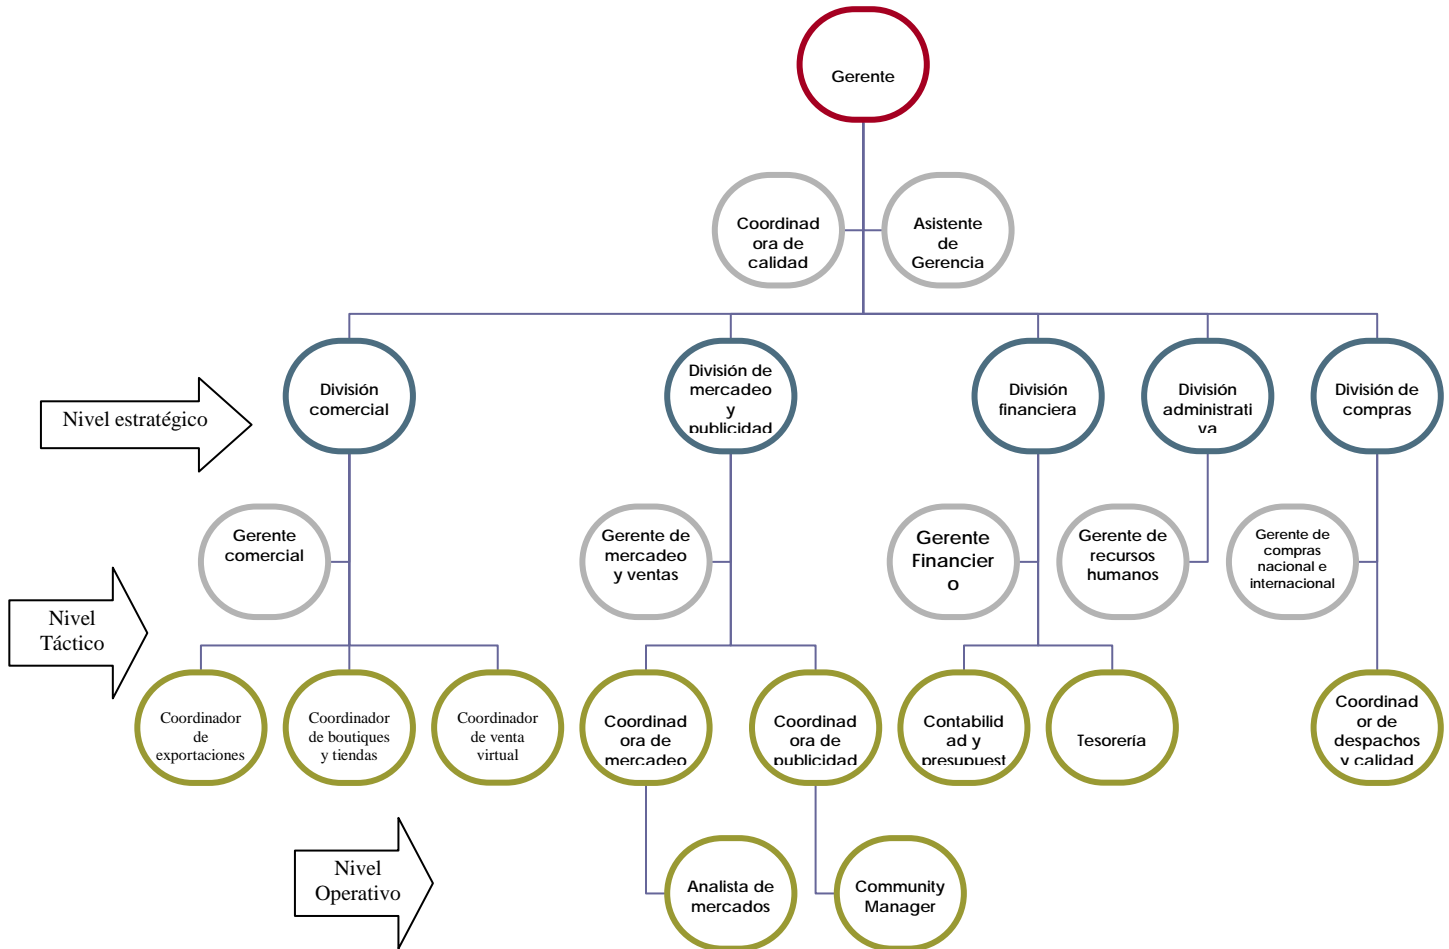 Gerente
Coordinad
ora de
calidad
Asistente
de
Gerencia
División
comercial
División de
mercadeo
y
publicidad
División
financiera
División
administrati
va
División de
compras
Nivel estratégico
Gerente
comercial
Gerente de
mercadeo
y ventas
Gerente
Financier
o
Gerente de
recursos
humanos
Gerente de
compras
nacional e
internacional
Nivel
Táctico
Coordinador
de
exportaciones
Coordinador
de boutiques
y tiendas
Coordinador
de venta
virtual
Coordinad
ora de
mercadeo
Coordinad
ora de
publicidad
Contabilid
ad y
presupuest
Tesorería
Coordinad
or de
despachos
y calidad
Nivel
Operativo
Analista de
mercados
Community
Manager